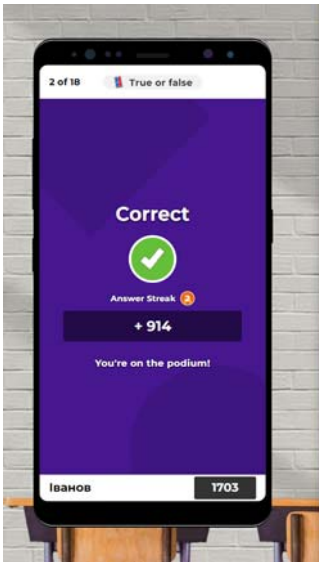 2 of 18 True or false
Correct
Answer Streak 2
+ 914
You're on the podium!
Іванов 1703